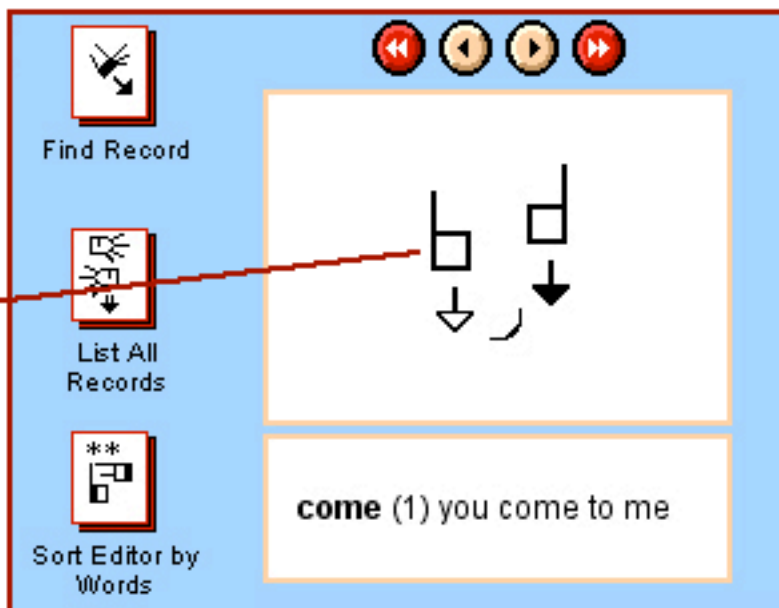 Find Record
List All
Records
**
Sort Editor by
Words
come (1) you come to me